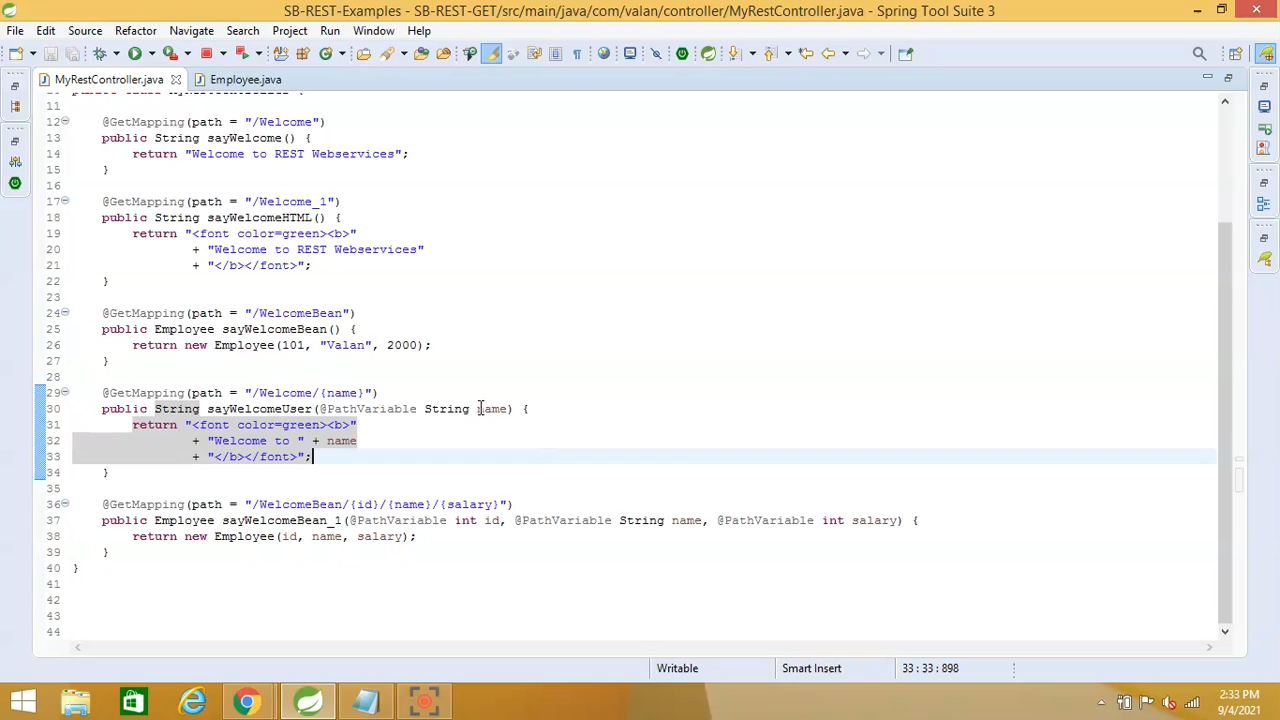 SB-REST-Examples - SB-REST-GET/src/main/java/com/valan/controller/MyRestController.java - Spring Tool Suite 3
File Edit Source Refactor Navigate Search Project Run Window Help
MyRestController.java Employee.java
11
12 @GetMapping(path = "/Welcome")
13 public String sayWelcome() {
14 return "Welcome to REST Webservices";
15 }
16
17 @GetMapping(path = "/Welcome_1")
18 public String sayWelcomeHTML() {
19 return "<font color=green><b>"
20 + "Welcome to REST Webservices"
21 + "</b></font>";
22 }
23
24 @GetMapping(path = "/WelcomeBean")
25 public Employee sayWelcomeBean() {
26 return new Employee(101, "Valan", 2000);
27 }
28
29 @GetMapping(path = "/Welcome/{name}")
30 public String sayWelcomeUser(@PathVariable String name) {
31 return "<font color=green><b>"
32 + "Welcome to " + name
33 + "</b></font>";
34 }
35
36 @GetMapping(path = "/WelcomeBean/{id}/{name}/{salary}")
37 public Employee sayWelcomeBean_1(@PathVariable int id, @PathVariable String name, @PathVariable int salary) {
38 return new Employee(id, name, salary);
39 }
40 }
41
42
43
44
Writable Smart Insert 33 : 33 : 898
2:33 PM
9/4/2021